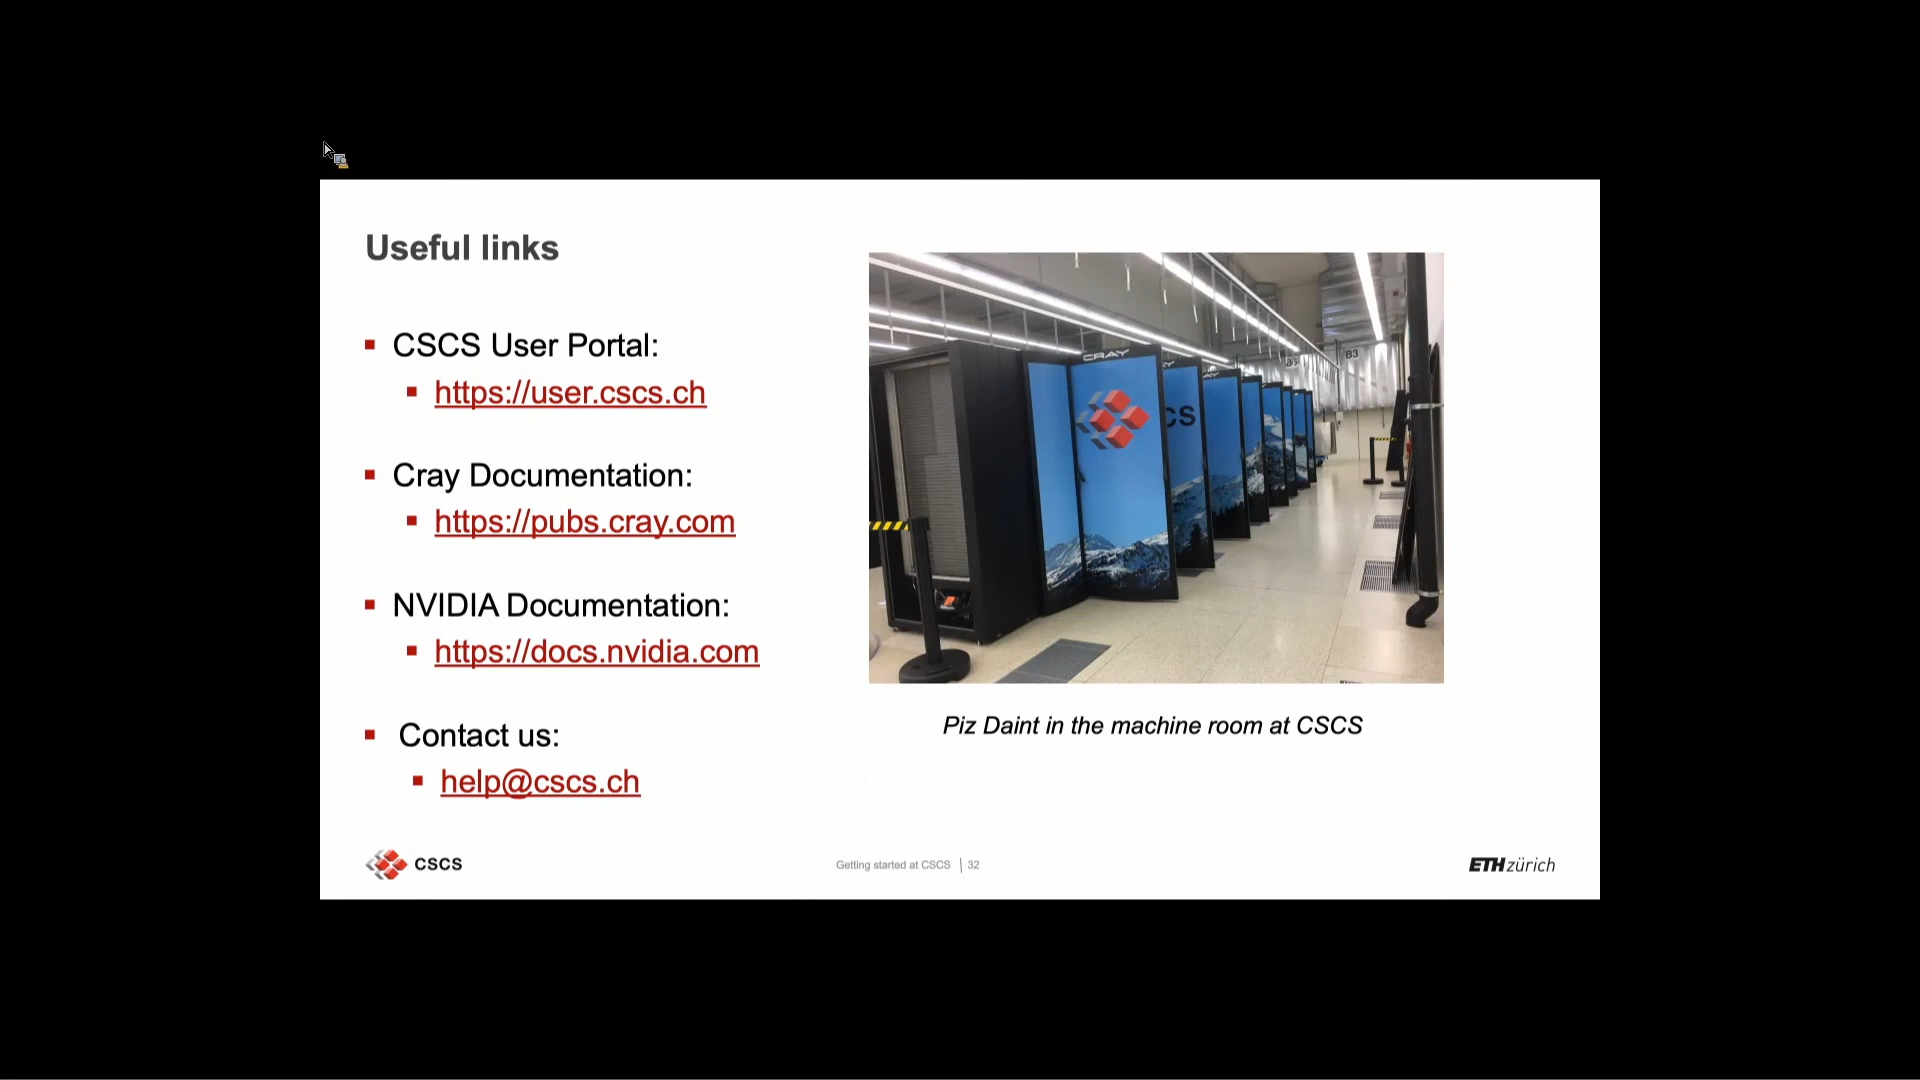 Useful links
CSCS User Portal:
https://user.cscs.ch
Cray Documentation:
https://pubs.cray.com
NVIDIA Documentation:
https://docs.nvidia.com
Contact us:
help@cscs.ch
CRAY
CS
B3
Piz Daint in the machine room at CSCS
CSCS
Getting started at CSCS | 32
ETH zürich